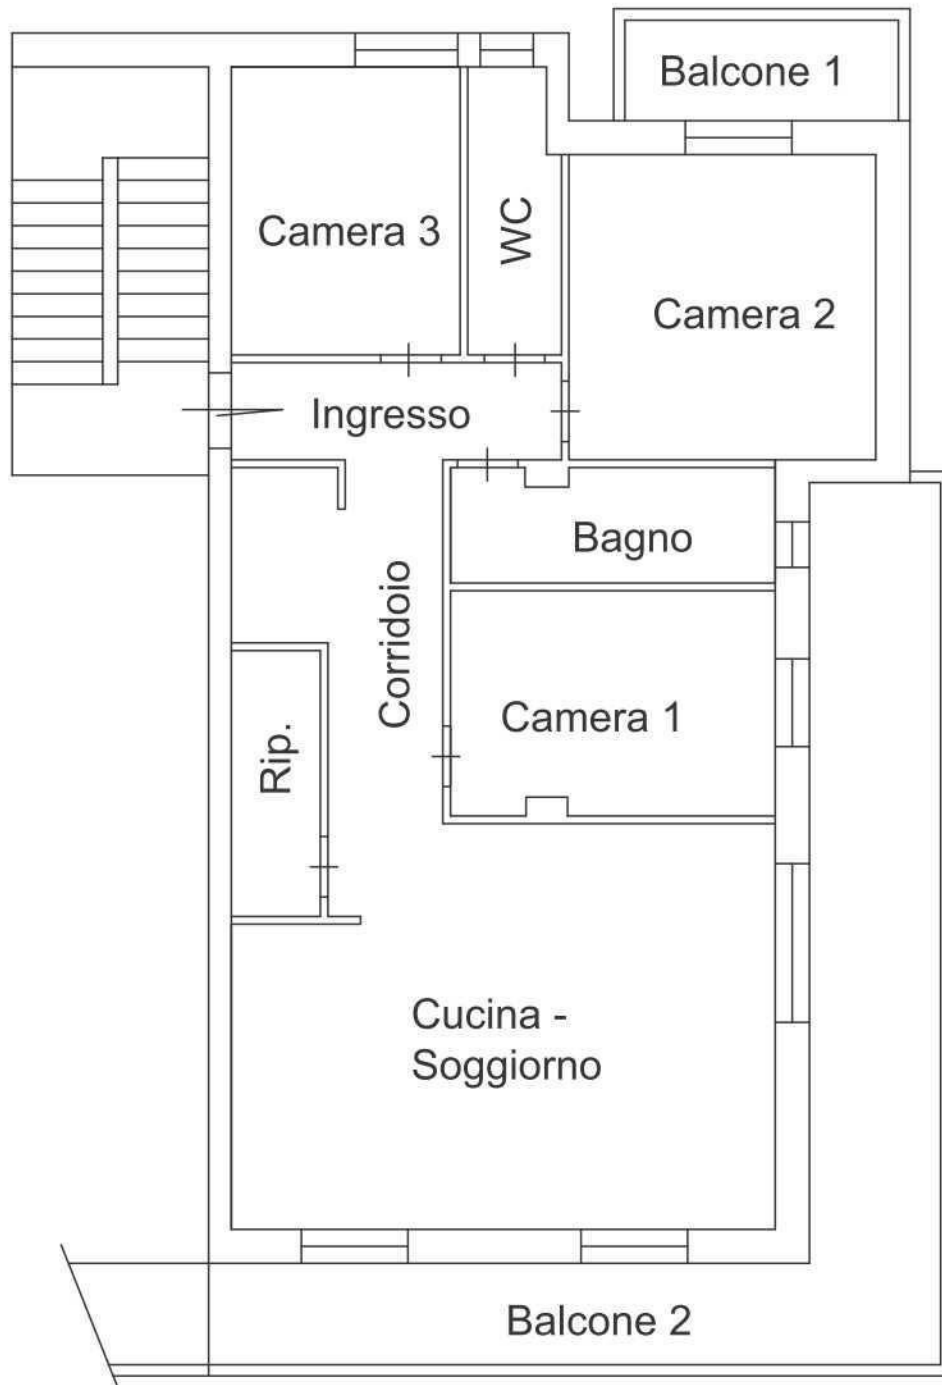 Balcone 1
Camera 3
WC
Camera 2
Ingresso
Bagno
Corridoio
Camera 1
Rip.
Cucina -
Soggiorno
Balcone 2